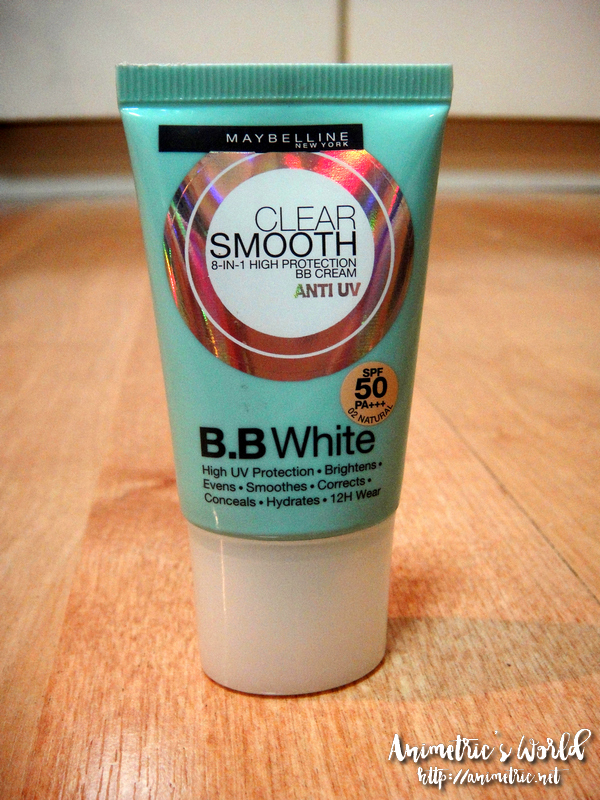 MAYBELLINE
NEW YORK
CLEAR
SMOOTH
8-IN-1 HIGH PROTECTION
BB CREAM
ANTI UV
SPF
50
PA+++
02 NATURAL
B.B White
High UV Protection • Brightens •
Evens • Smoothes • Corrects •
Conceals • Hydrates • 12H Wear
Animetric's World
http://animetric.net